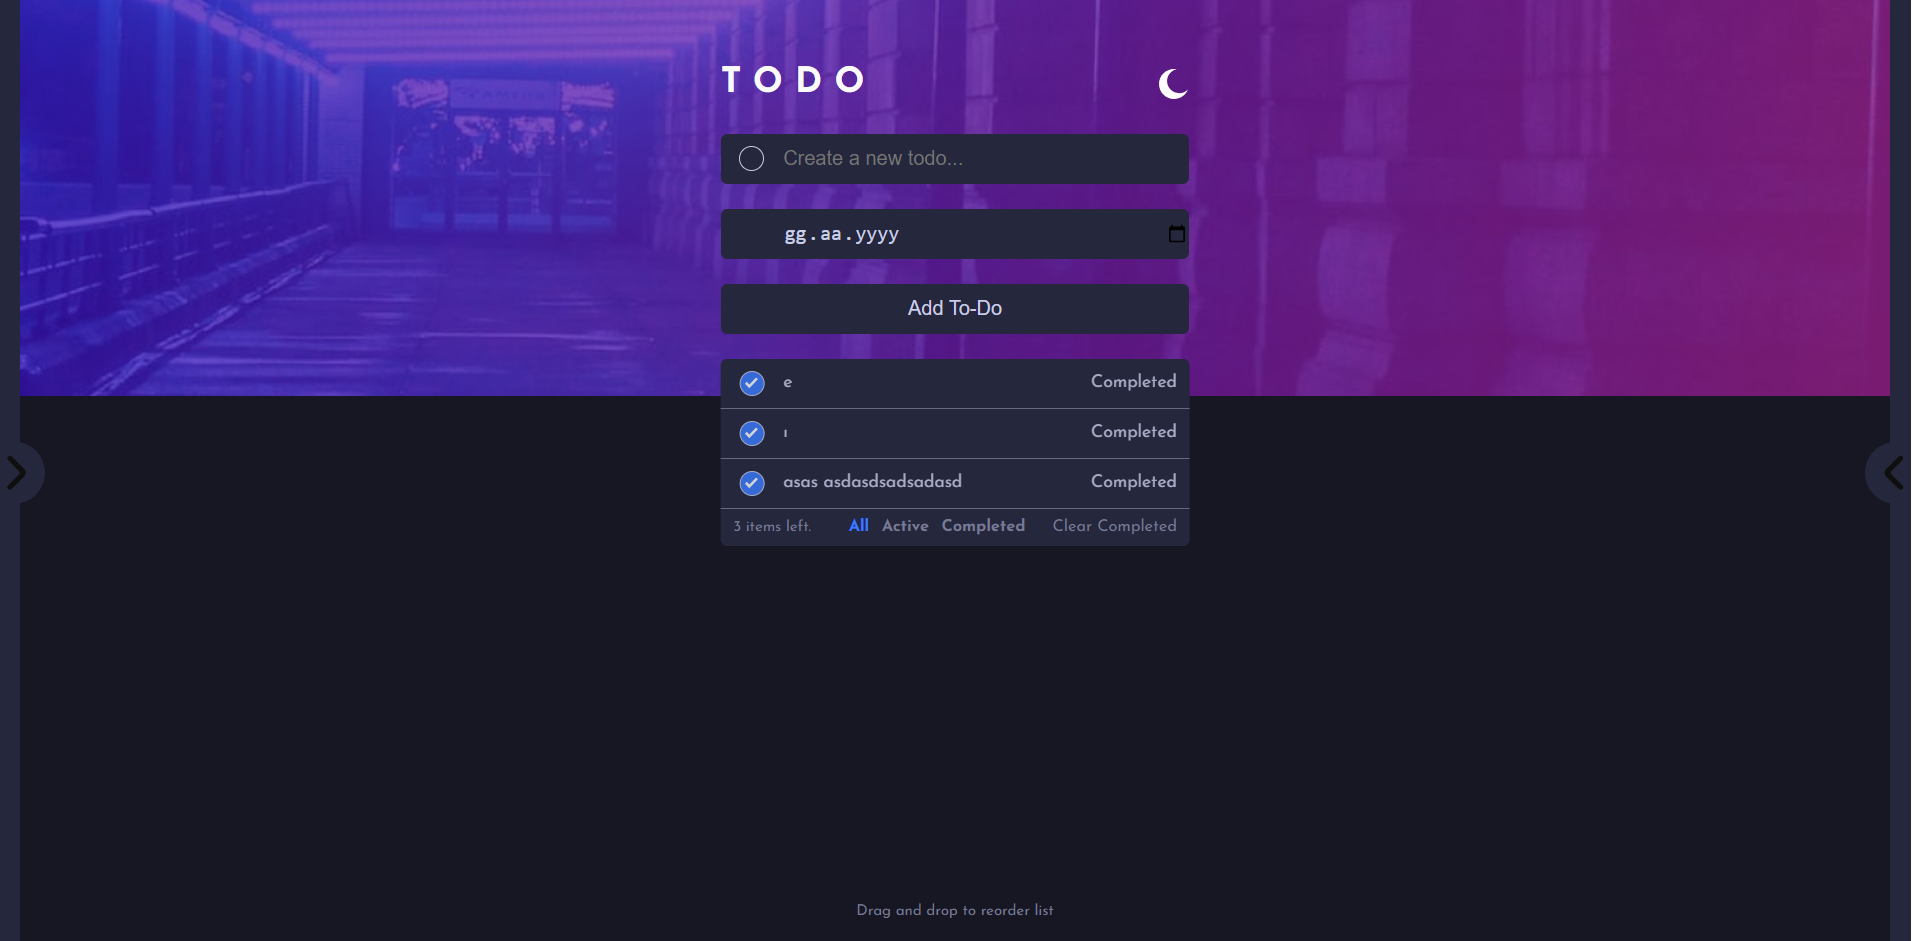 TODO
Create a new todo...
gg.aa.yyyy
Add To-Do
e Completed
ı Completed
asas asdasdsadsadasd Completed
3 items left. All Active Completed Clear Completed
Drag and drop to reorder list